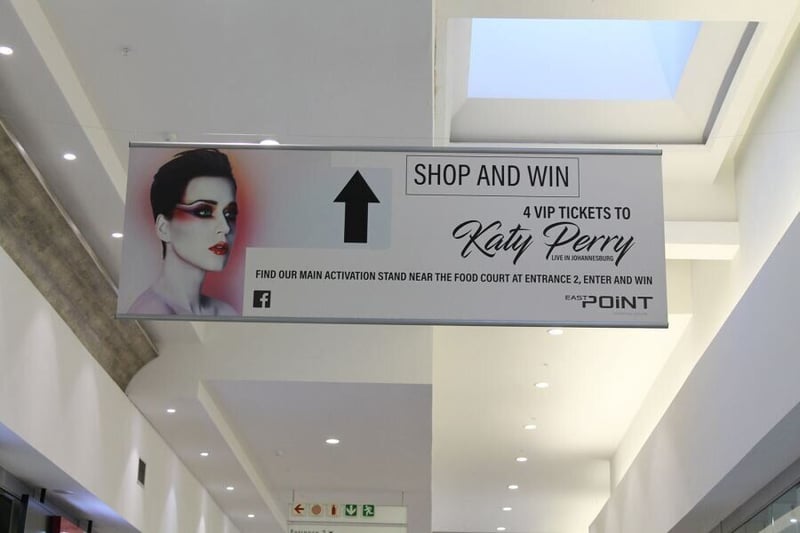 SHOP AND WIN
4 VIP TICKETS TO
Katy Perry
LIVE IN JOHANNESBURG
FIND OUR MAIN ACTIVATION STAND NEAR THE FOOD COURT AT ENTRANCE 2, ENTER AND WIN
EAST POiNT